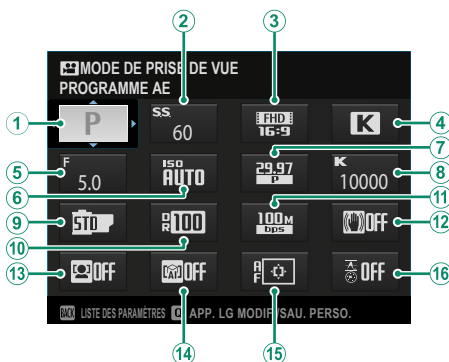 2 3
MODE DE PRISE DE VUE
PROGRAMME AE
1 P S.S. 60 FHD 16:9 K 4
7
5 F 5.0 ISO AUTO 29.97 P K 10000 8
6
11
9 STD DR 100 100M bps OFF 12
10
13 OFF OFF AF OFF 16
BACK LISTE DES PARAMÈTRES Q APP. LG MODIF/SAU. PERSO.
14 15